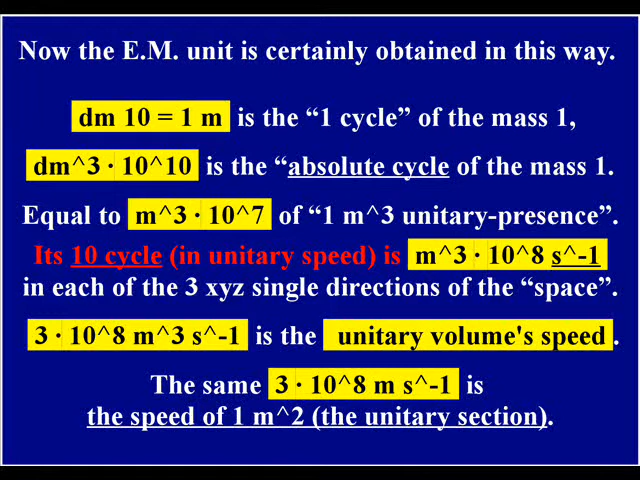 Now the E.M. unit is certainly obtained in this way.
dm 10 = 1 m is the “1 cycle” of the mass 1,
dm^3 · 10^10 is the “absolute cycle of the mass 1.
Equal to m^3 · 10^7 of “1 m^3 unitary-presence”.
Its 10 cycle (in unitary speed) is m^3 · 10^8 s^-1
in each of the 3 xyz single directions of the “space”.
3 · 10^8 m^3 s^-1 is the unitary volume's speed.
The same 3 · 10^8 m s^-1 is
the speed of 1 m^2 (the unitary section).